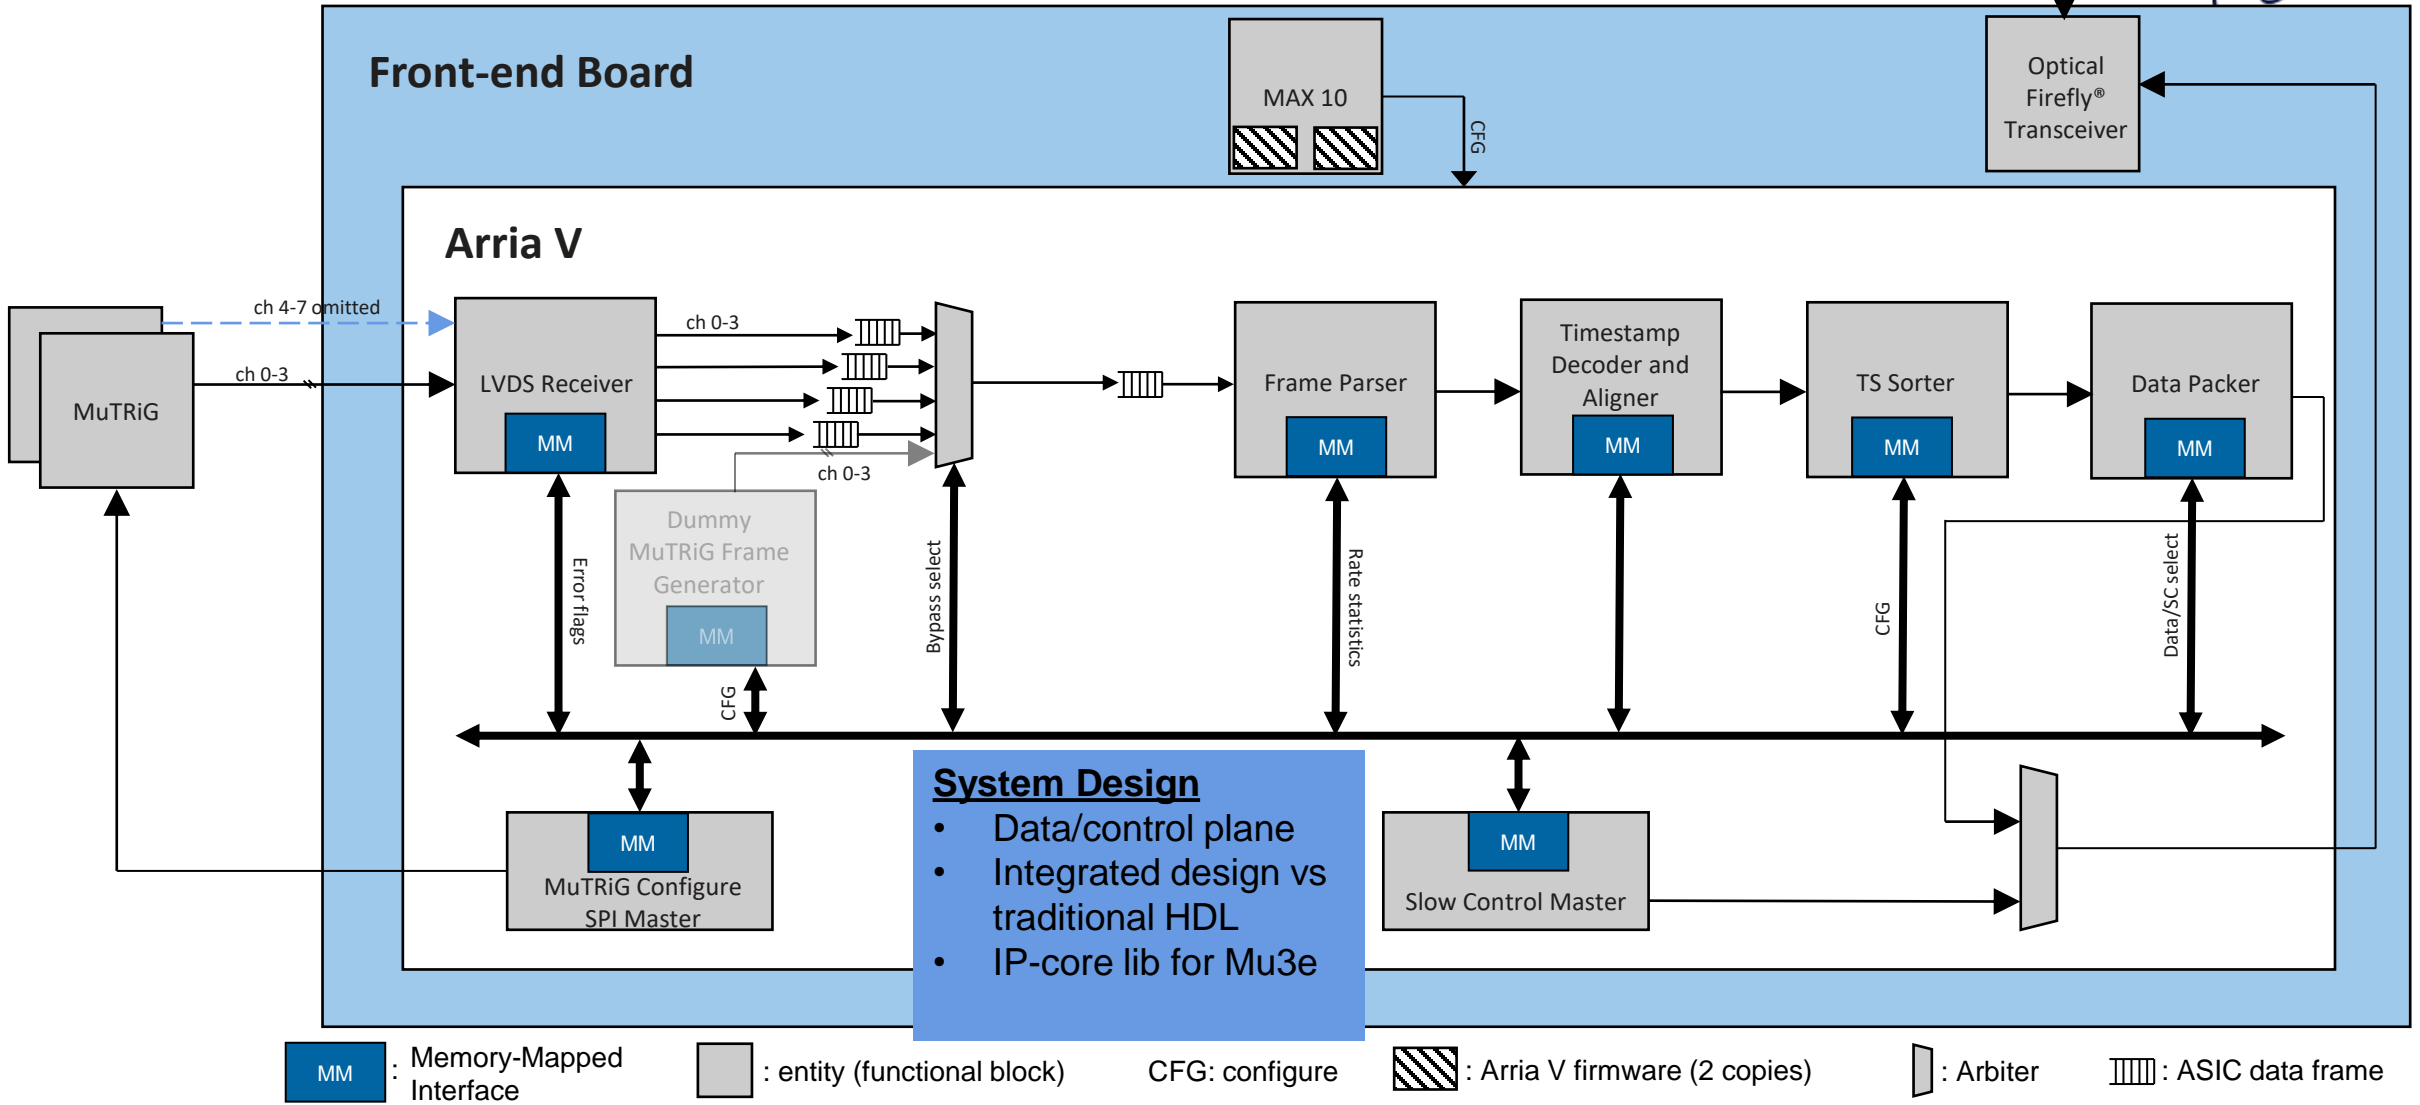 Front-end Board
MAX 10
CFG
Optical
Firefly®
Transceiver
Arria V
ch 4-7 omitted
ch 0-3
MuTRiG
LVDS Receiver
MM
ch 0-3
ch 0-3
Frame Parser
MM
Timestamp
Decoder and
Aligner
MM
TS Sorter
MM
Data Packer
MM
Dummy
MuTRiG Frame
Generator
MM
Error flags
CFG
Bypass select
Rate statistics
CFG
Data/SC select
MM
MuTRiG Configure
SPI Master
System Design
• Data/control plane
• Integrated design vs
traditional HDL
• IP-core lib for Mu3e
MM
Slow Control Master
MM
: Memory-Mapped
Interface
: entity (functional block)
CFG: configure
: Arria V firmware (2 copies)
: Arbiter
: ASIC data frame